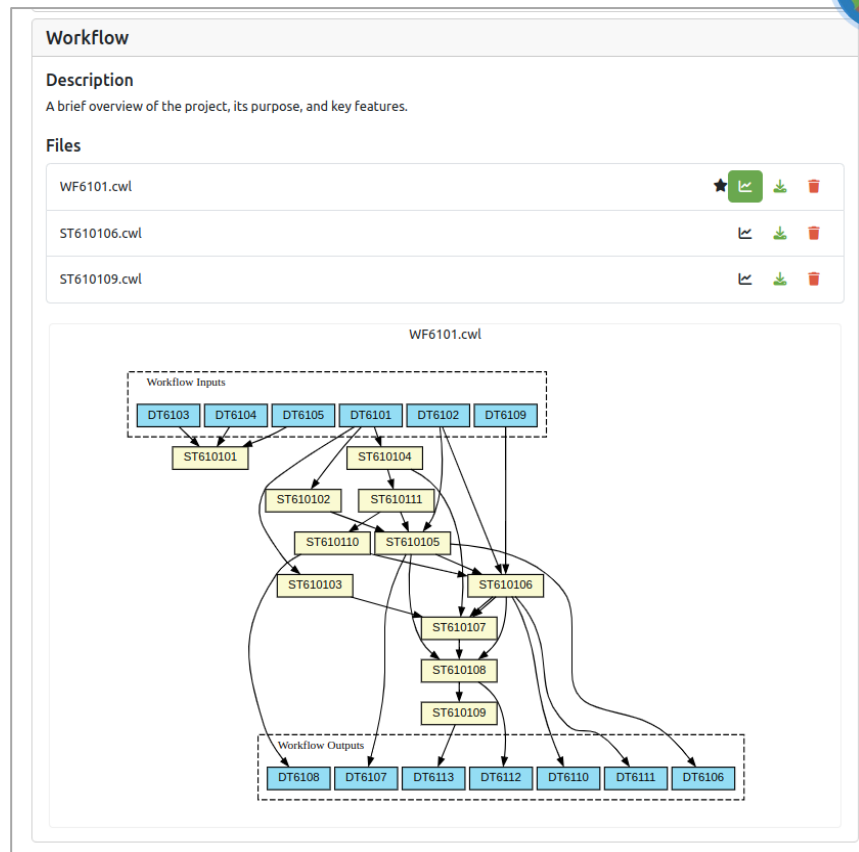 Workflow
Description
A brief overview of the project, its purpose, and key features.
Files
WF6101.cwl
ST610106.cwl
ST610109.cwl
WF6101.cwl
Workflow Inputs
DT6103 DT6104 DT6105 DT6101 DT6102 DT6109
ST610101 ST610104
ST610102 ST610111
ST610110 ST610105
ST610103 ST610106
ST610107
ST610108
ST610109
Workflow Outputs
DT6108 DT6107 DT6113 DT6112 DT6110 DT6111 DT6106